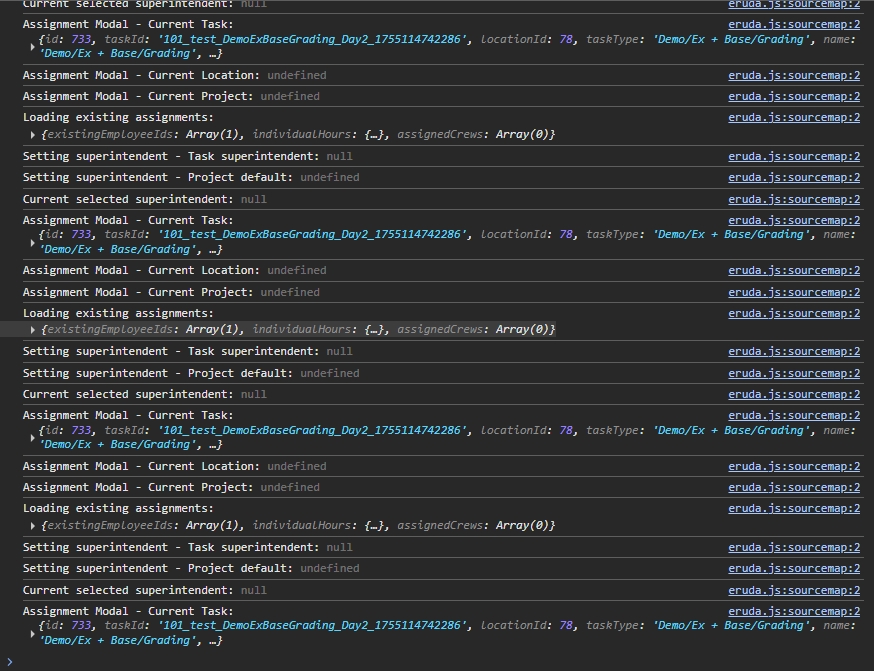 Current selected superintendent: null eruda.js:sourcemap:2
Assignment Modal - Current Task: eruda.js:sourcemap:2
{id: 733, taskId: '101_test_DemoExBaseGrading_Day2_1755114742286', locationId: 78, taskType: 'Demo/Ex + Base/Grading', name:
'Demo/Ex + Base/Grading', …}
Assignment Modal - Current Location: undefined eruda.js:sourcemap:2
Assignment Modal - Current Project: undefined eruda.js:sourcemap:2
Loading existing assignments: eruda.js:sourcemap:2
{existingEmployeeIds: Array(1), individualHours: {…}, assignedCrews: Array(0)}
Setting superintendent - Task superintendent: null eruda.js:sourcemap:2
Setting superintendent - Project default: undefined eruda.js:sourcemap:2
Current selected superintendent: null eruda.js:sourcemap:2
Assignment Modal - Current Task: eruda.js:sourcemap:2
{id: 733, taskId: '101_test_DemoExBaseGrading_Day2_1755114742286', locationId: 78, taskType: 'Demo/Ex + Base/Grading', name:
'Demo/Ex + Base/Grading', …}
Assignment Modal - Current Location: undefined eruda.js:sourcemap:2
Assignment Modal - Current Project: undefined eruda.js:sourcemap:2
Loading existing assignments: eruda.js:sourcemap:2
{existingEmployeeIds: Array(1), individualHours: {…}, assignedCrews: Array(0)}
Setting superintendent - Task superintendent: null eruda.js:sourcemap:2
Setting superintendent - Project default: undefined eruda.js:sourcemap:2
Current selected superintendent: null eruda.js:sourcemap:2
Assignment Modal - Current Task: eruda.js:sourcemap:2
{id: 733, taskId: '101_test_DemoExBaseGrading_Day2_1755114742286', locationId: 78, taskType: 'Demo/Ex + Base/Grading', name:
'Demo/Ex + Base/Grading', …}
Assignment Modal - Current Location: undefined eruda.js:sourcemap:2
Assignment Modal - Current Project: undefined eruda.js:sourcemap:2
Loading existing assignments: eruda.js:sourcemap:2
{existingEmployeeIds: Array(1), individualHours: {…}, assignedCrews: Array(0)}
Setting superintendent - Task superintendent: null eruda.js:sourcemap:2
Setting superintendent - Project default: undefined eruda.js:sourcemap:2
Current selected superintendent: null eruda.js:sourcemap:2
Assignment Modal - Current Task: eruda.js:sourcemap:2
{id: 733, taskId: '101_test_DemoExBaseGrading_Day2_1755114742286', locationId: 78, taskType: 'Demo/Ex + Base/Grading', name:
'Demo/Ex + Base/Grading', …}